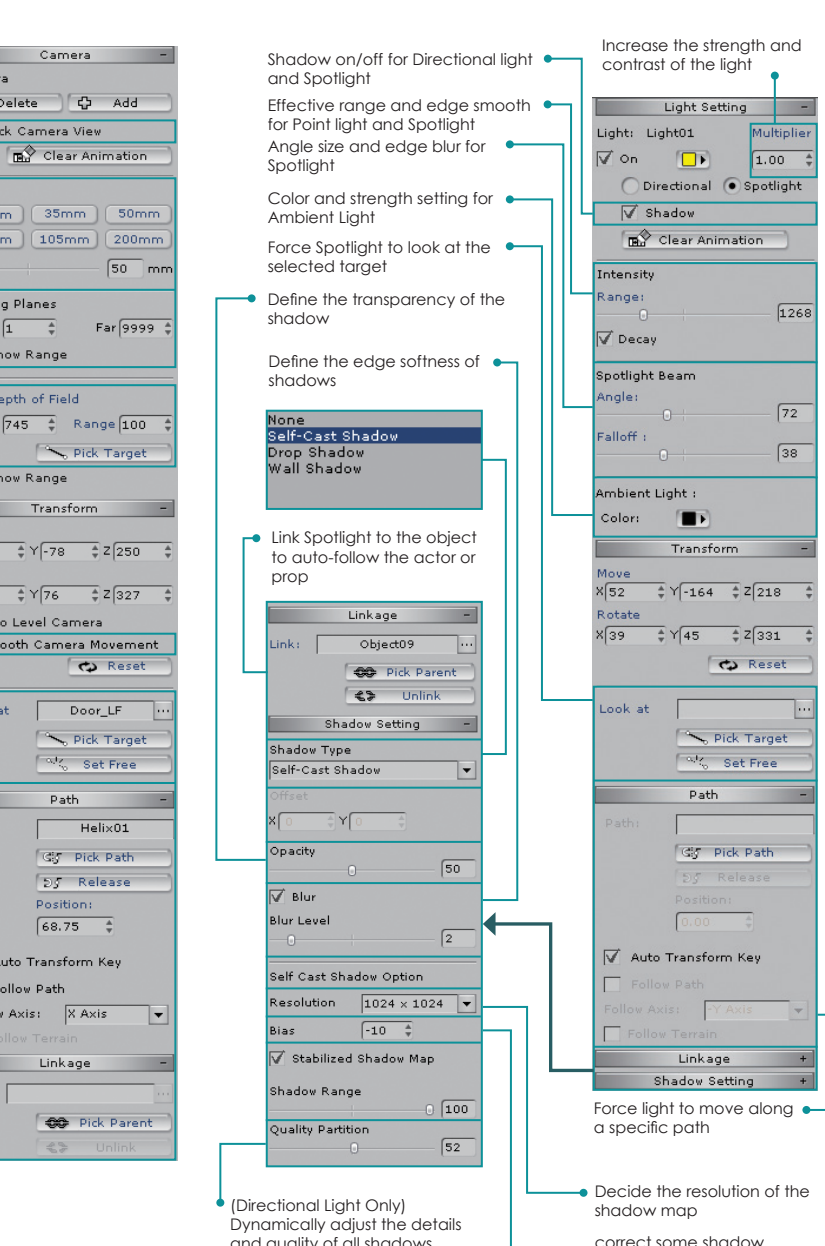 Camera
Delete
Add
Camera View
Clear Animation
35mm
50mm
105mm
200mm
50 mm
Planes
1
Far 9999
Range
Depth of Field
745
Range 100
Pick Target
Range
Transform
Y -78
Z 250
Y 76
Z 327
Level Camera
Smooth Camera Movement
Reset
at
Door_LF
...
Pick Target
Set Free
Path
Helix01
Pick Path
Release
Position:
68.75
Auto Transform Key
Follow Path
Axis:
X Axis
Follow Terrain
Linkage
...
Pick Parent
Unlink
Shadow on/off for Directional light
and Spotlight
Effective range and edge smooth
for Point light and Spotlight
Angle size and edge blur for
Spotlight
Color and strength setting for
Ambient Light
Force Spotlight to look at the
selected target
Define the transparency of the
shadow
Define the edge softness of
shadows
None
Self-Cast Shadow
Drop Shadow
Wall Shadow
Link Spotlight to the object
to auto-follow the actor or
prop
Linkage
Link:
Object09
...
Pick Parent
Unlink
Shadow Setting
Shadow Type
Self-Cast Shadow
Offset
X 0
Y 0
Opacity
50
Blur
Blur Level
2
Self Cast Shadow Option
Resolution
1024 x 1024
Bias
-10
Stabilized Shadow Map
Shadow Range
100
Quality Partition
52
(Directional Light Only)
Dynamically adjust the details
and quality of all shadows
Increase the strength and
contrast of the light
Light Setting
Light: Light01
Multiplier
On
1.00
Directional
Spotlight
Shadow
Clear Animation
Intensity
Range:
1268
Decay
Spotlight Beam
Angle:
72
Falloff :
38
Ambient Light :
Color:
Transform
Move
X 52
Y -164
Z 218
Rotate
X 39
Y 45
Z 331
Reset
Look at
...
Pick Target
Set Free
Path
Path:
Pick Path
Release
Position:
0.00
Auto Transform Key
Follow Path
Follow Axis:
-Y Axis
Follow Terrain
Linkage +
Shadow Setting +
Force light to move along
a specific path
Decide the resolution of the
shadow map
correct some shadow